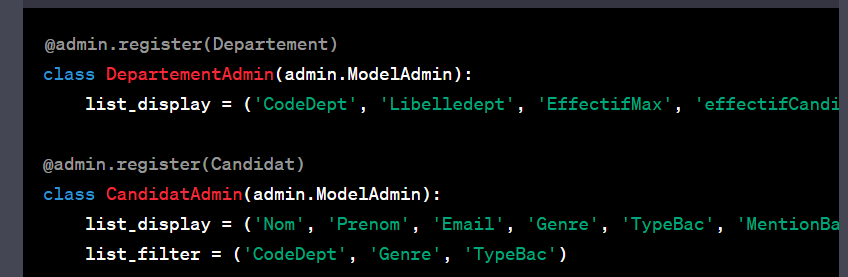 @admin.register(Departement)
class DepartementAdmin(admin.ModelAdmin):
    list_display = ('CodeDept', 'Libelledept', 'EffectifMax', 'effectifCandi
@admin.register(Candidat)
class CandidatAdmin(admin.ModelAdmin):
    list_display = ('Nom', 'Prenom', 'Email', 'Genre', 'TypeBac', 'MentionBa
    list_filter = ('CodeDept', 'Genre', 'TypeBac')